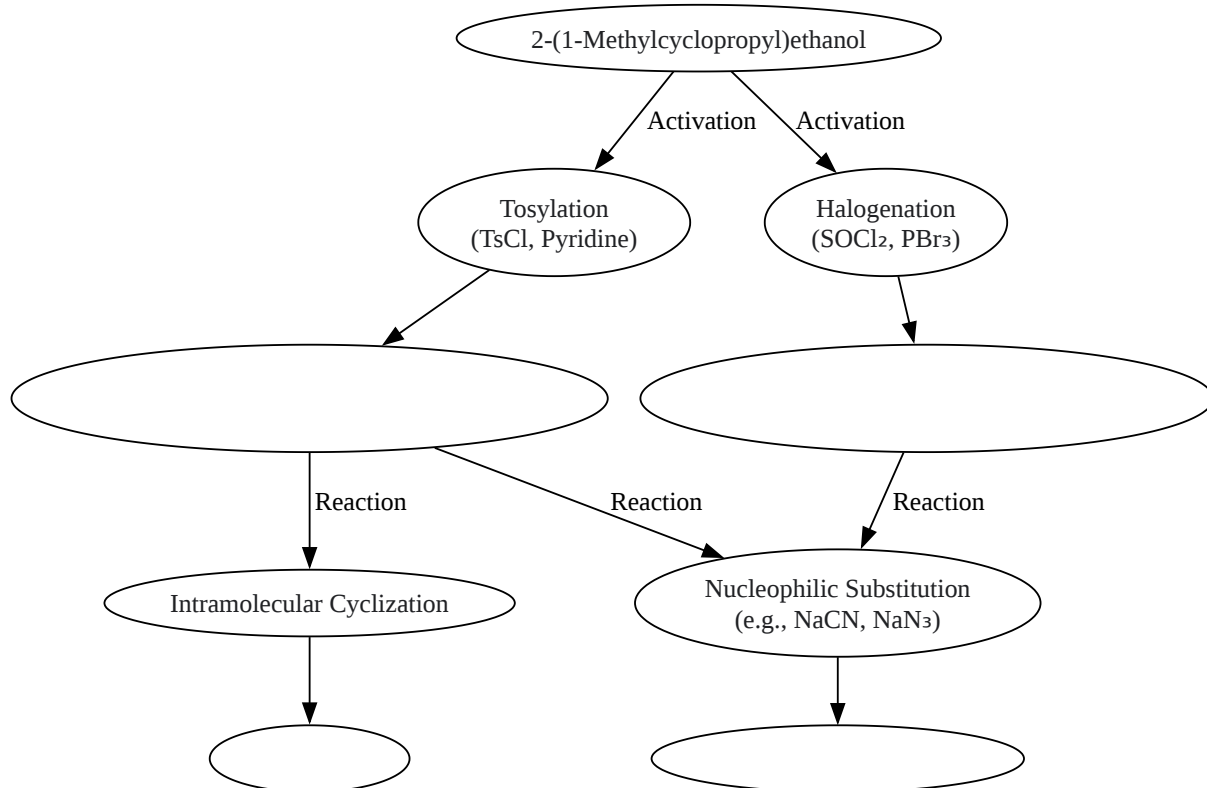 2-(1-Methylcyclopropyl)ethanol
Activation
Activation
Tosylation
(TsCl, Pyridine)
Halogenation
(SOCl₂, PBr₃)
Reaction
Reaction
Reaction
Intramolecular Cyclization
Nucleophilic Substitution
(e.g., NaCN, NaN₃)